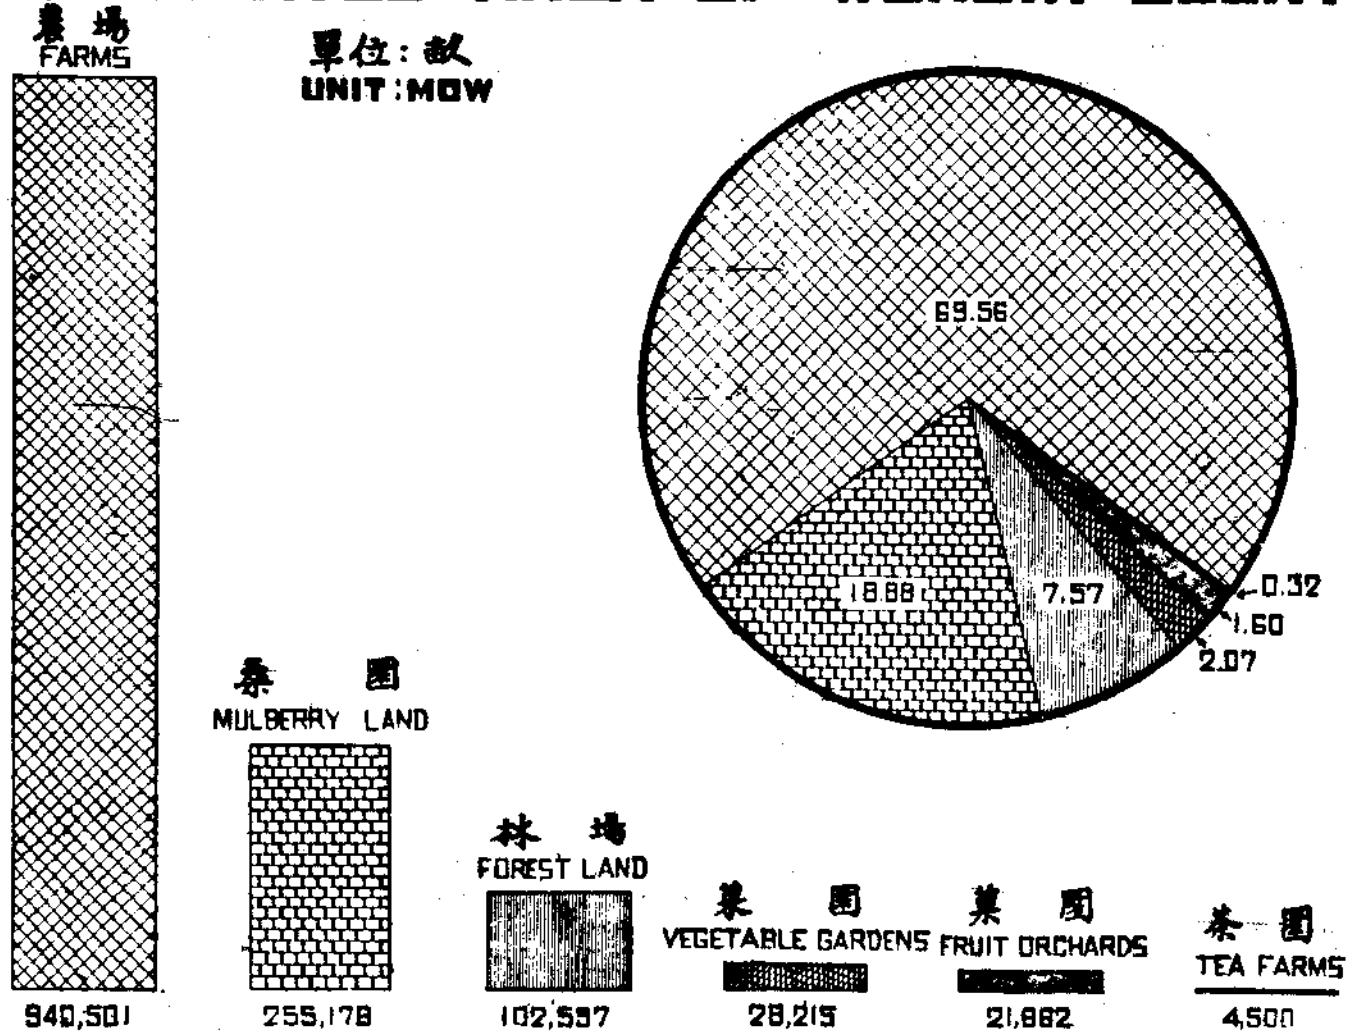 農場
FARMS
單位：畝
UNIT:MOW
69.56
18.88
7.57
0.32
1.60
2.07
桑園
MULBERRY LAND
林場
FOREST LAND
菜園
VEGETABLE GARDENS
菓園
FRUIT ORCHARDS
茶園
TEA FARMS
940,501
255,178
102,597
28,215
21,882
4,500